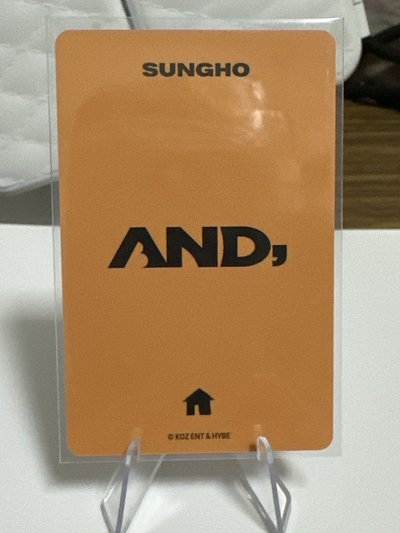 SUNGHO
AND,
© KOZ ENT & HYBE